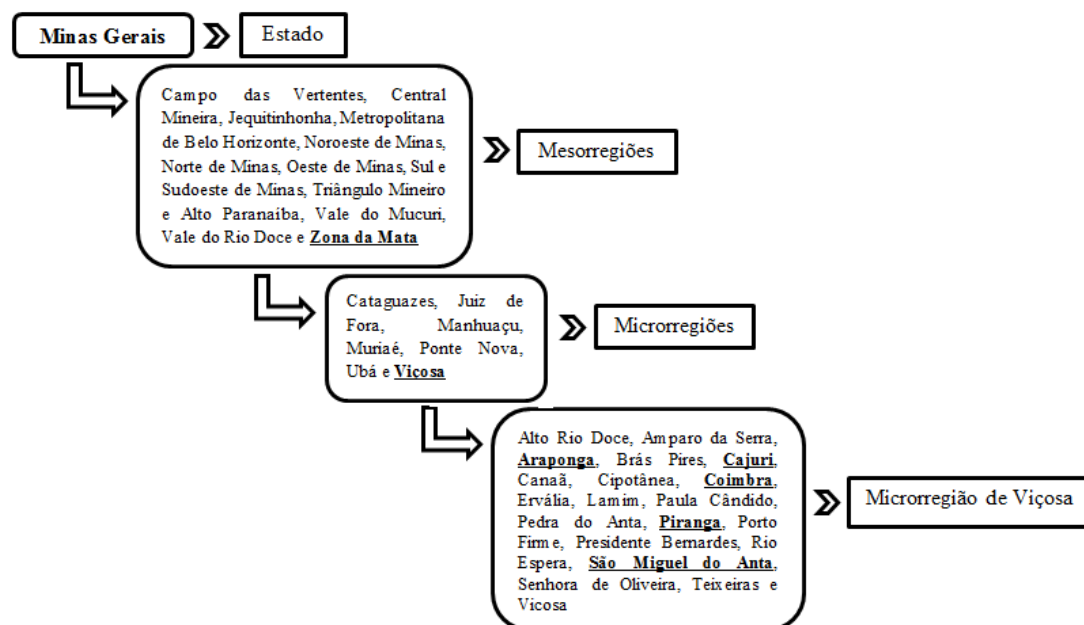 Minas Gerais
Estado
Campo das Vertentes, Central
Mineira, Jequitinhonha, Metropolitana
de Belo Horizonte, Noroeste de Minas,
Norte de Minas, Oeste de Minas, Sul e
Sudoeste de Minas, Triângulo Mineiro
e Alto Paranaíba, Vale do Mucuri,
Vale do Rio Doce e Zona da Mata
Mesorregiões
Cataguazes, Juiz de
Fora, Manhuaçu,
Muriaé, Ponte Nova,
Ubá e Viçosa
Microrregiões
Alto Rio Doce, Amparo da Serra,
Araponga, Brás Pires, Cajuri,
Canaã, Cipotânea, Coimbra,
Ervália, Lamim, Paula Cândido,
Pedra do Anta, Piranga, Porto
Firme, Presidente Bernardes, Rio
Espera, São Miguel do Anta,
Senhora de Oliveira, Teixeiras e
Vicosa
Microrregião de Viçosa